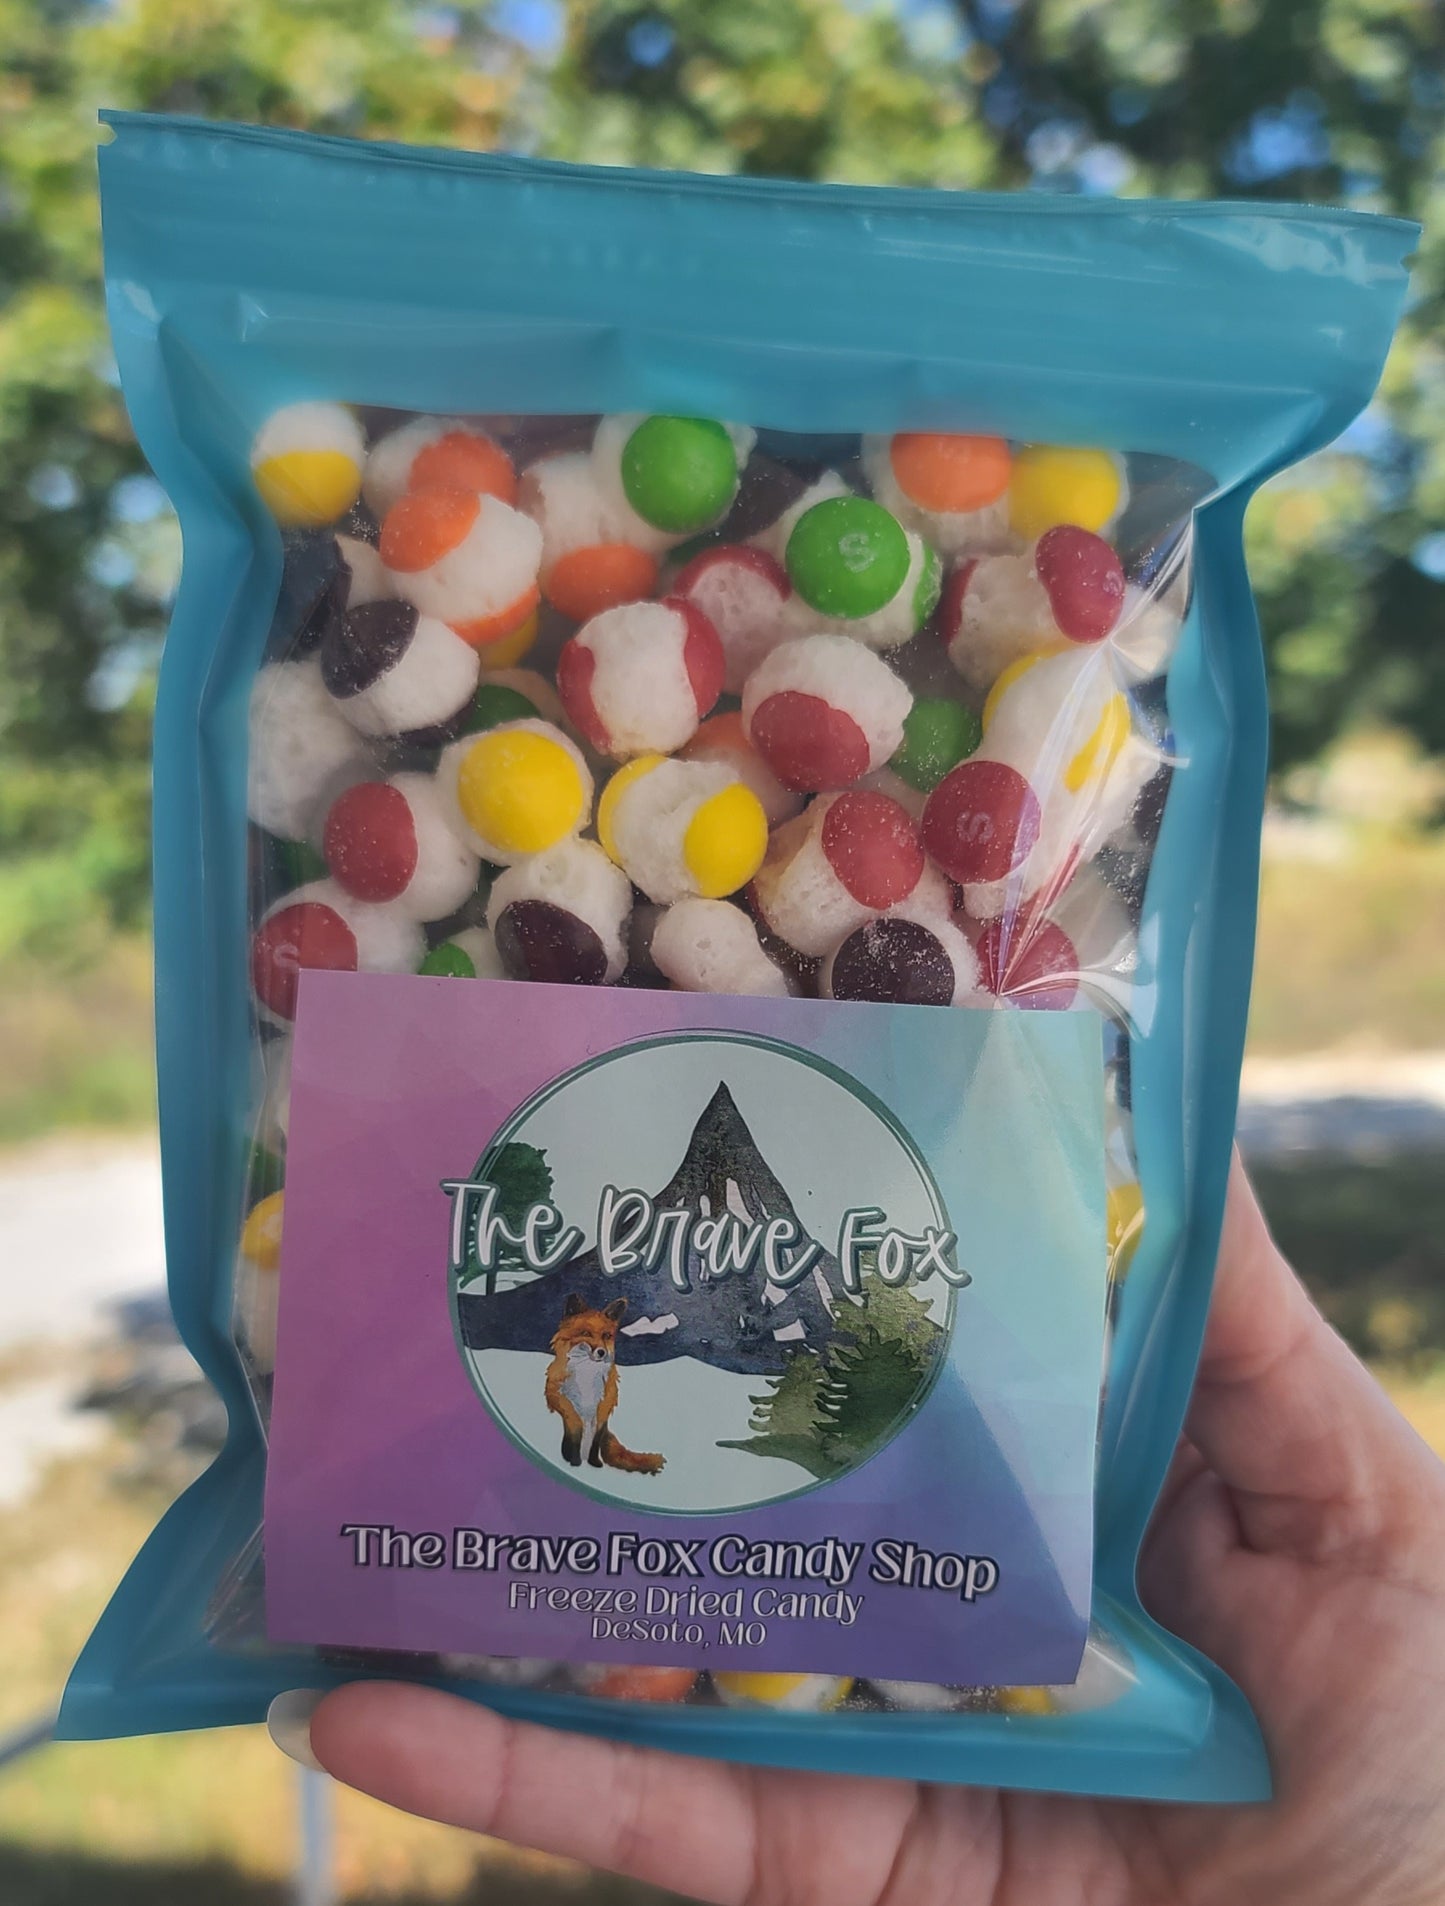 S
S
S
The Brave Fox
The Brave Fox Candy Shop
Freeze Dried Candy
DeSoto, MO